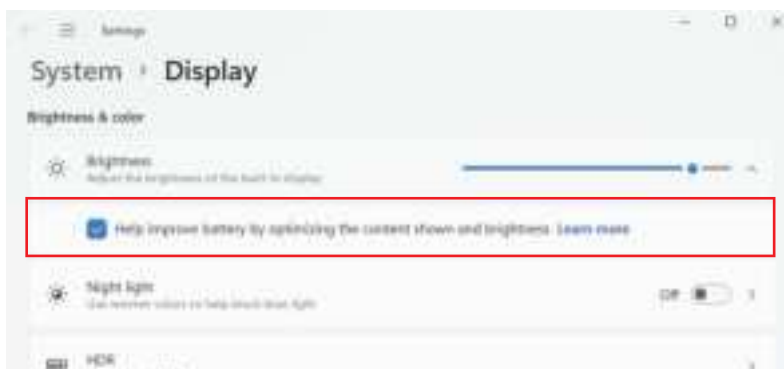 Settings
System › Display
Brightness & color
Brightness
Adjust the brightness of the built-in display
Help improve battery by optimizing the content shown and brightness Learn more
Night light
Use warmer colors to help block blue light
Off
HDR